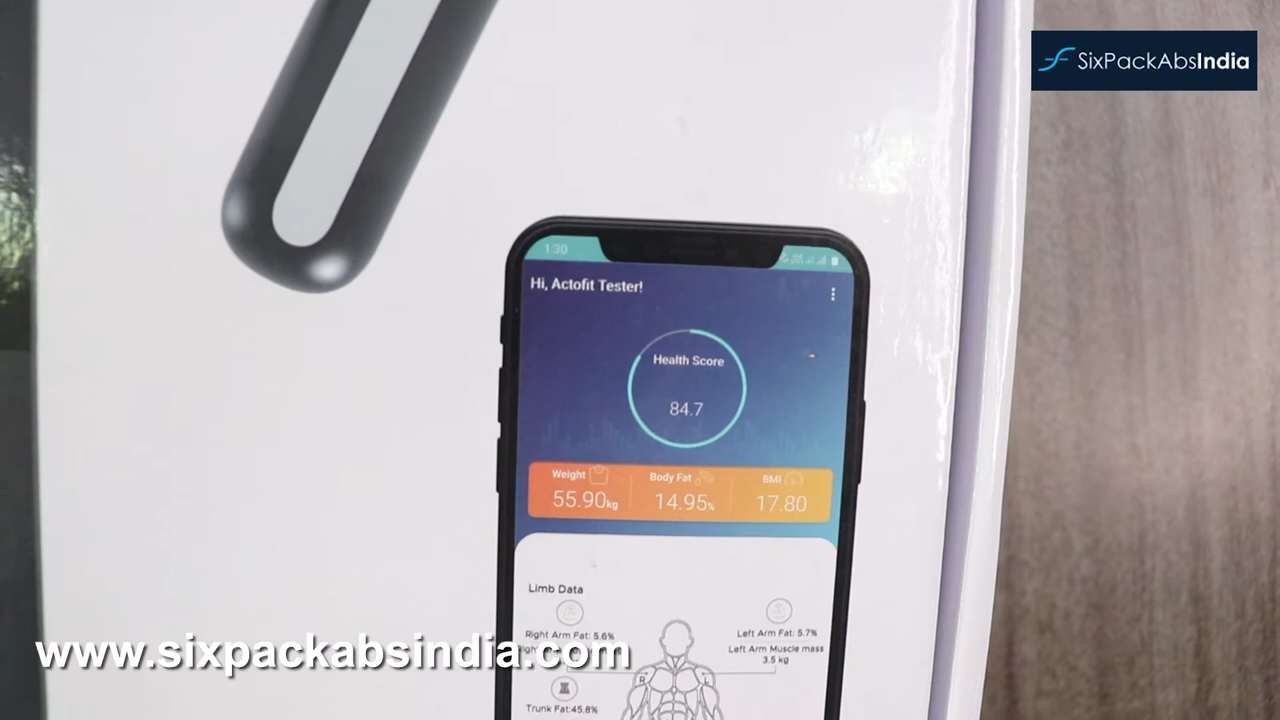 SixPackAbsIndia
1:30
Hi, Actofit Tester!
Health Score
84.7
Weight Body Fat BMI
55.90kg 14.95% 17.80
Limb Data
Right Arm Fat: 5.6% Left Arm Fat: 5.7%
Left Arm Muscle mass
3.5 kg
www.sixpackabsindia.com
R L
Trunk Fat:45.8%